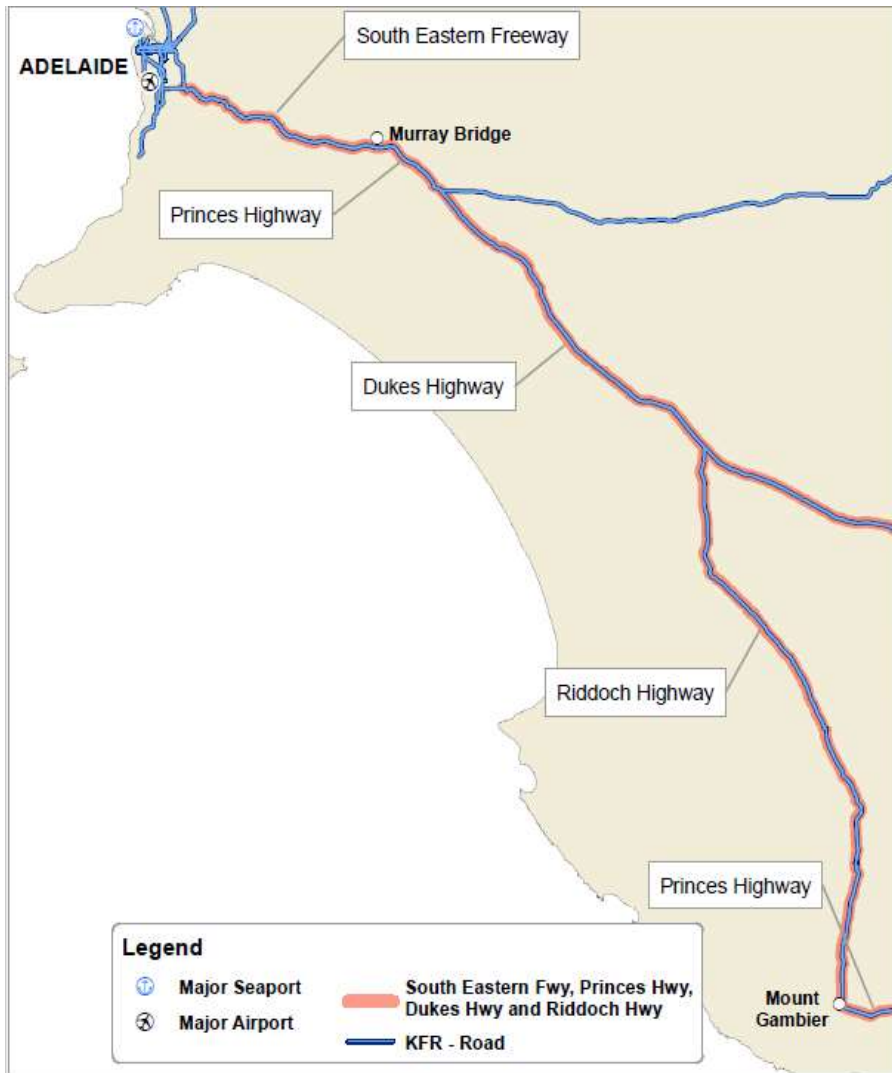 South Eastern Freeway
ADELAIDE
Murray Bridge
Princes Highway
Dukes Highway
Riddoch Highway
Princes Highway
Mount
Gambier
Legend
Major Seaport
Major Airport
South Eastern Fwy, Princes Hwy,
Dukes Hwy and Riddoch Hwy
KFR - Road